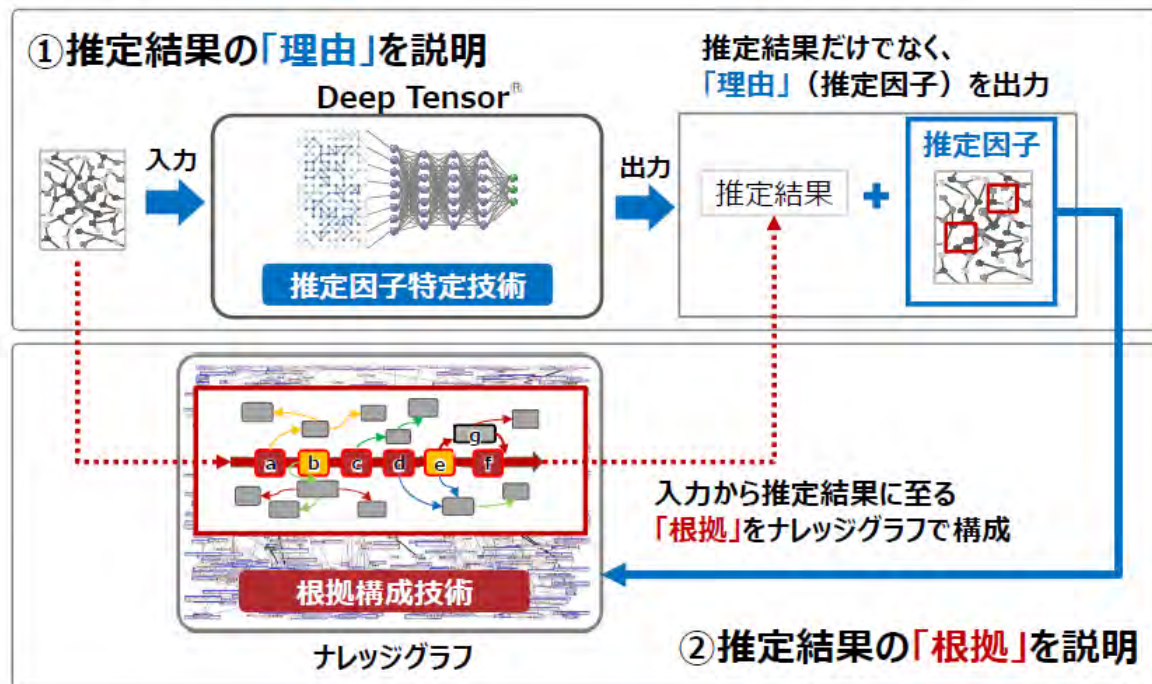 ①推定結果の「理由」を説明
推定結果だけでなく、
「理由」（推定因子）を出力
Deep Tensor®
入力
出力
推定因子
推定結果
+
推定因子特定技術
g
a b c d e f
入力から推定結果に至る
「根拠」をナレッジグラフで構成
根拠構成技術
ナレッジグラフ
②推定結果の「根拠」を説明